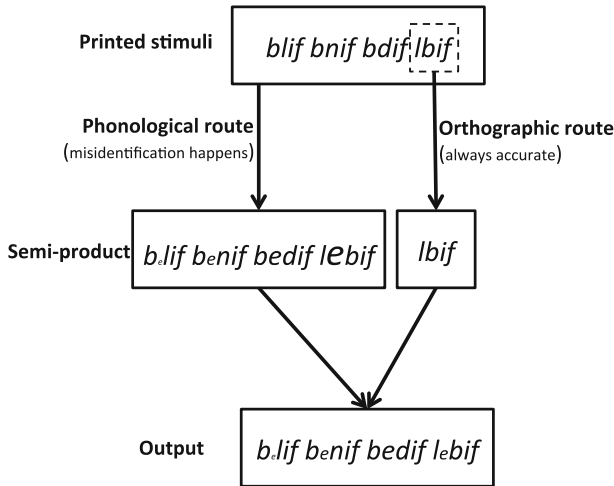 Printed stimuli
blif bnif bdif lbif
Phonological route
(misidentification happens)
Orthographic route
(always accurate)
Semi-product
belif benif bedif lebif
lbif
Output
belif benif bedif lebif